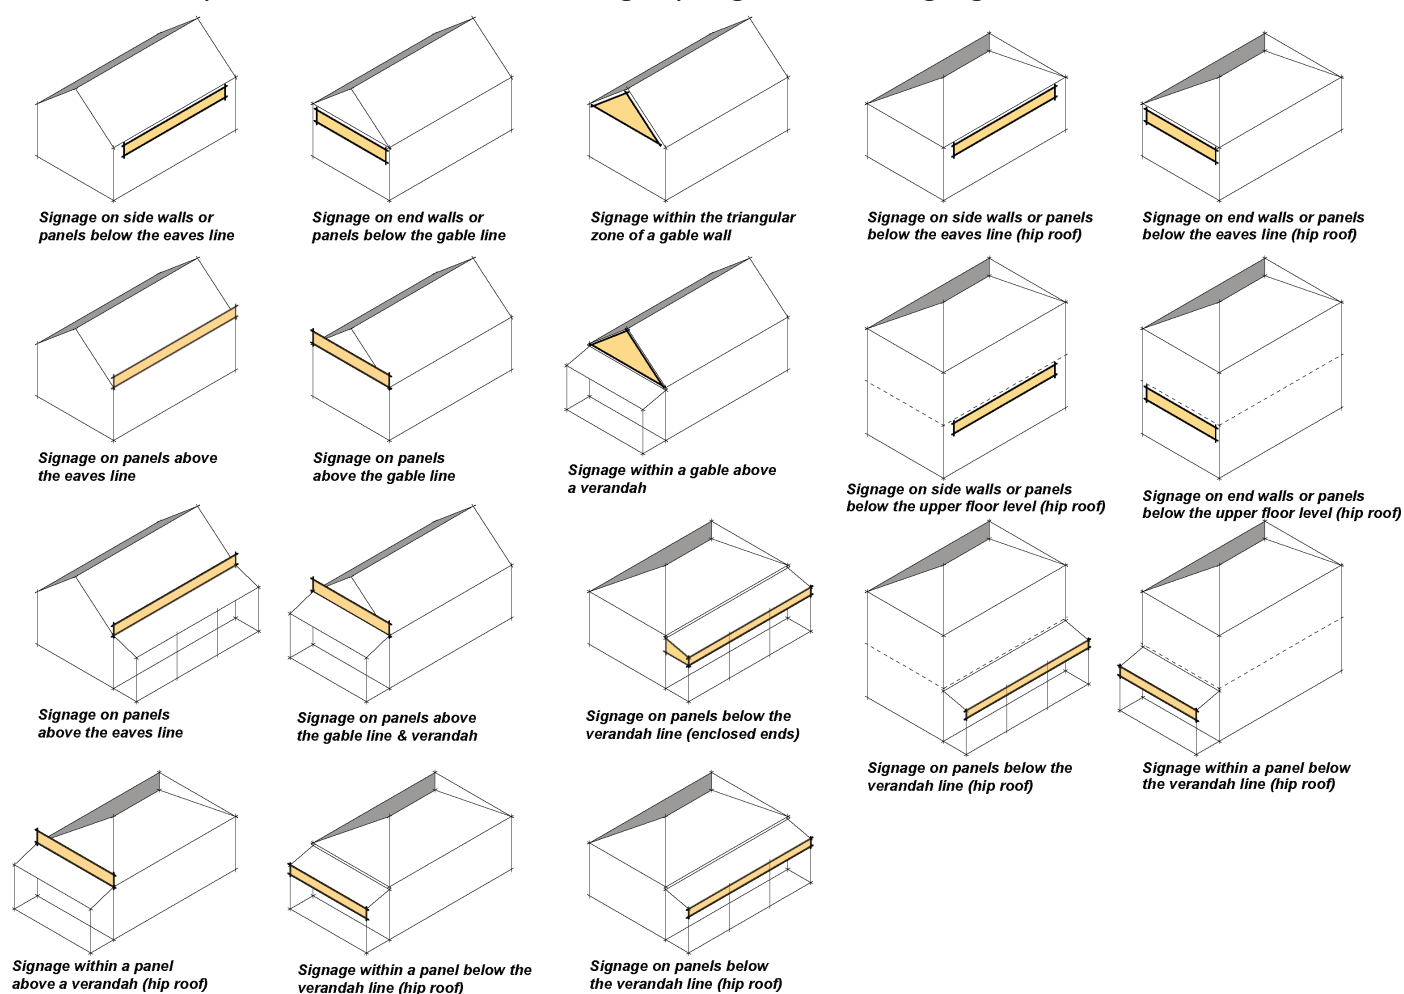 Signage on side walls or
panels below the eaves line
Signage on end walls or
panels below the gable line
Signage within the triangular
zone of a gable wall
Signage on side walls or panels
below the eaves line (hip roof)
Signage on end walls or panels
below the eaves line (hip roof)
Signage on panels above
the eaves line
Signage on panels
above the gable line
Signage within a gable above
a verandah
Signage on side walls or panels
below the upper floor level (hip roof)
Signage on end walls or panels
below the upper floor level (hip roof)
Signage on panels
above the eaves line
Signage on panels above
the gable line & verandah
Signage on panels below the
verandah line (enclosed ends)
Signage on panels below the
verandah line (hip roof)
Signage within a panel below
the verandah line (hip roof)
Signage within a panel
above a verandah (hip roof)
Signage within a panel below the
verandah line (hip roof)
Signage on panels below
the verandah line (hip roof)